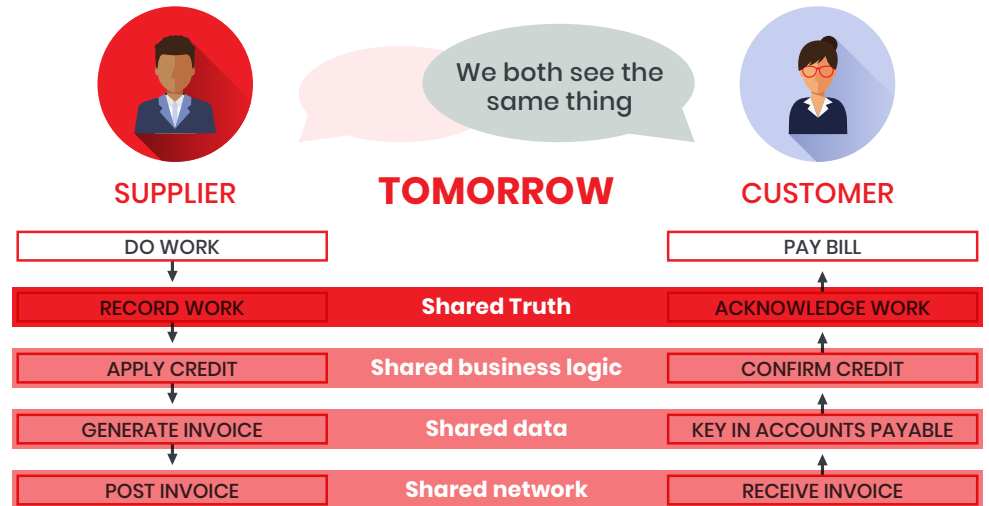 We both see the
same thing
SUPPLIER
TOMORROW
CUSTOMER
DO WORK
PAY BILL
RECORD WORK
Shared Truth
ACKNOWLEDGE WORK
APPLY CREDIT
Shared business logic
CONFIRM CREDIT
GENERATE INVOICE
Shared data
KEY IN ACCOUNTS PAYABLE
POST INVOICE
Shared network
RECEIVE INVOICE